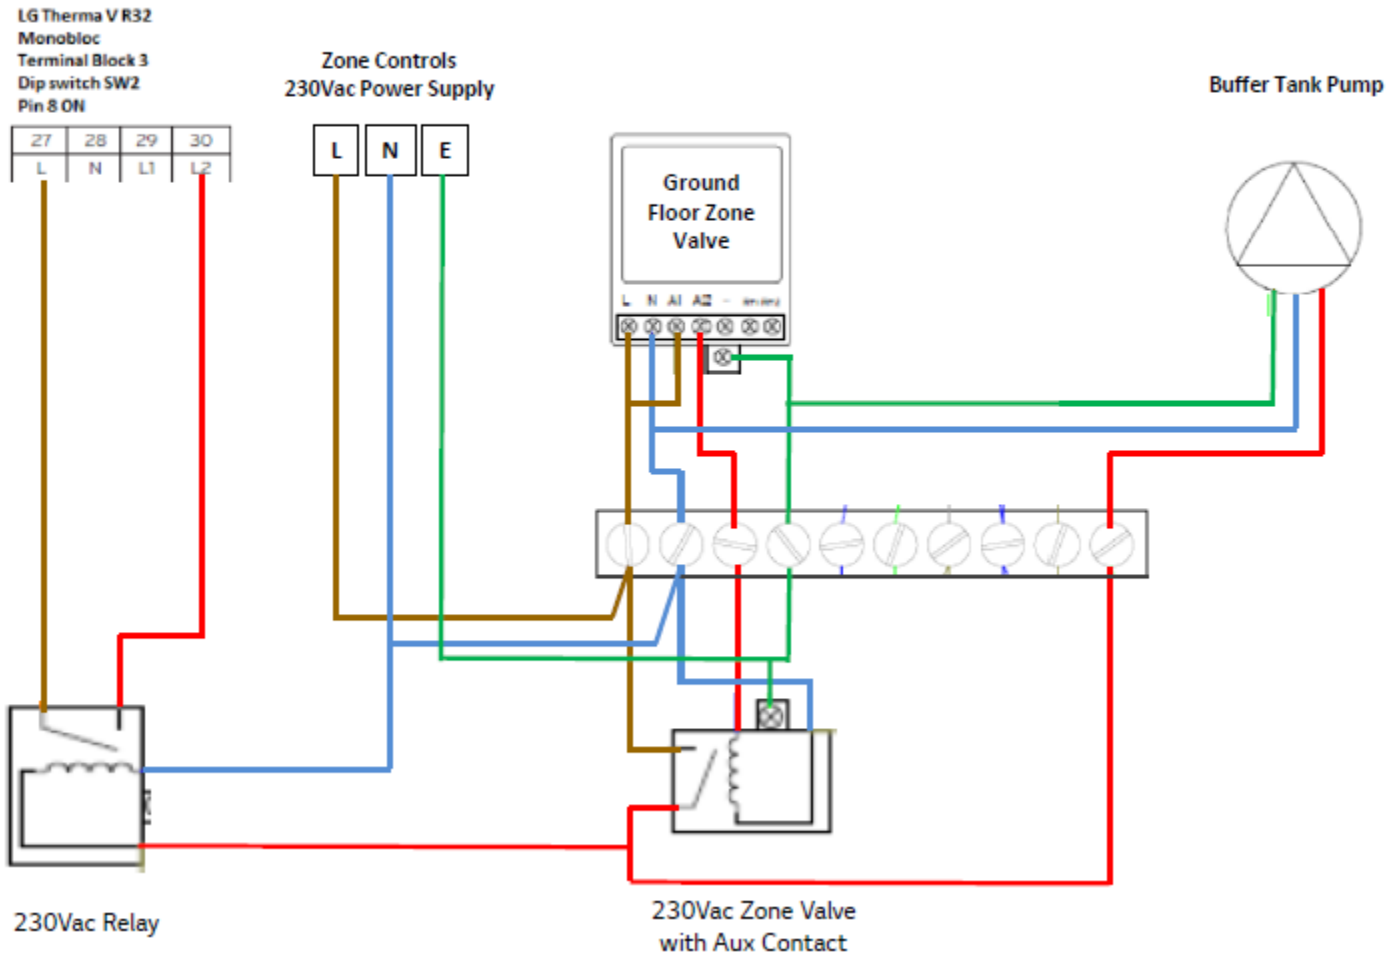 LG Therma V R32
Monobloc
Terminal Block 3
Dip switch SW2
Pin 8 ON
27 28 29 30
L N L1 L2
Zone Controls
230Vac Power Supply
L N E
Ground
Floor Zone
Valve
L N A1 A2 -
Buffer Tank Pump
230Vac Relay
230Vac Zone Valve
with Aux Contact